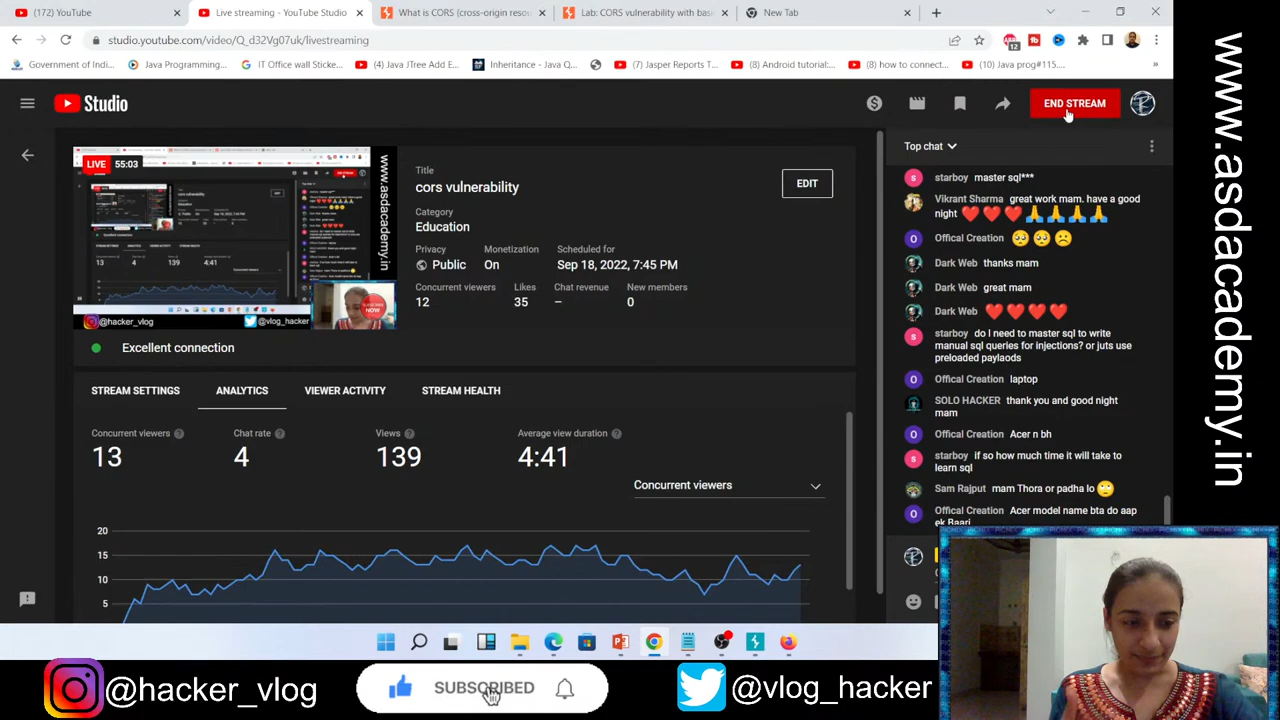 (172) YouTube
Live streaming - YouTube Studio
What is CORS (cross-origin resou
Lab: CORS vulnerability with basi
New Tab
studio.youtube.com/video/Q_d32Vg07uk/livestreaming
12
Government of Indi...
Java Programming...
IT Office wall Sticke...
(4) Java JTree Add E...
Inheritance - Java Q...
(7) Jasper Reports T...
(8) Android tutorial:...
(8) how to connect...
(10) Java prog#115....
»
Studio
END STREAM
LIVE 55:03
www.asdacademy.in
@hacker_vlog
@vlog_hacker
Title
cors vulnerability
EDIT
Category
Education
Privacy
Monetization
Scheduled for
Public
On
Sep 18, 2022, 7:45 PM
Concurrent viewers
Likes
Chat revenue
New members
12
35
–
0
Excellent connection
STREAM SETTINGS
ANALYTICS
VIEWER ACTIVITY
STREAM HEALTH
Concurrent viewers
Chat rate
Views
Average view duration
13
4
139
4:41
Concurrent viewers
20
15
10
5
Top chat
starboy master sql***
Vikrant Sharma great work mam. have a good
night ❤️❤️❤️🙏🙏🙏🙏
Offical Creation 🥺🥺☹️
Dark Web thanks mam
Dark Web great mam
Dark Web ❤️❤️❤️❤️
starboy do I need to master sql to write
manual sql queries for injections? or juts use
preloaded paylaods
Offical Creation laptop
SOLO HACKER thank you and good night
mam
Offical Creation Acer n bh
starboy if so how much time it will take to
learn sql
Sam Rajput mam Thora or padha lo 🙄
Offical Creation Acer model name bta do aap
ek Baari
www.asdacademy.in
@hacker_vlog
SUBSCRIBED
@vlog_hacker